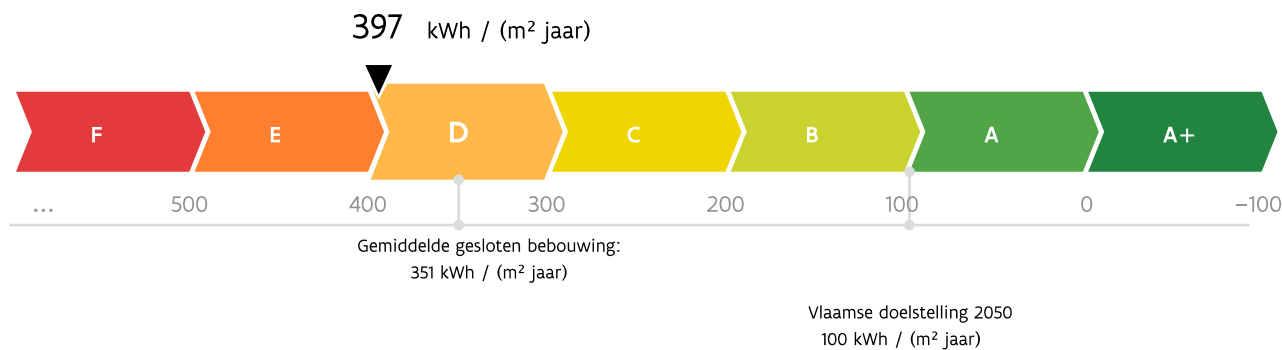 397 kWh / (m² jaar)
F E D C B A A+
... 500 400 300 200 100 0 −100
Gemiddelde gesloten bebouwing:
351 kWh / (m² jaar)
Vlaamse doelstelling 2050
100 kWh / (m² jaar)